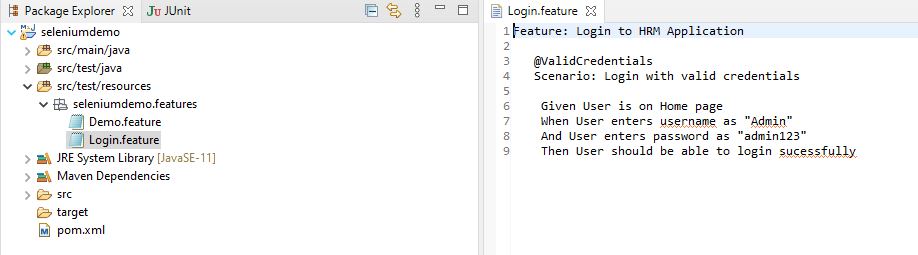 Package Explorer
JUnit
seleniumdemo
src/main/java
src/test/java
src/test/resources
seleniumdemo.features
Demo.feature
Login.feature
JRE System Library [JavaSE-11]
Maven Dependencies
src
target
pom.xml
Login.feature
1 Feature: Login to HRM Application
2
3 @ValidCredentials
4 Scenario: Login with valid credentials
5
6 Given User is on Home page
7 When User enters username as "Admin"
8 And User enters password as "admin123"
9 Then User should be able to login sucessfully